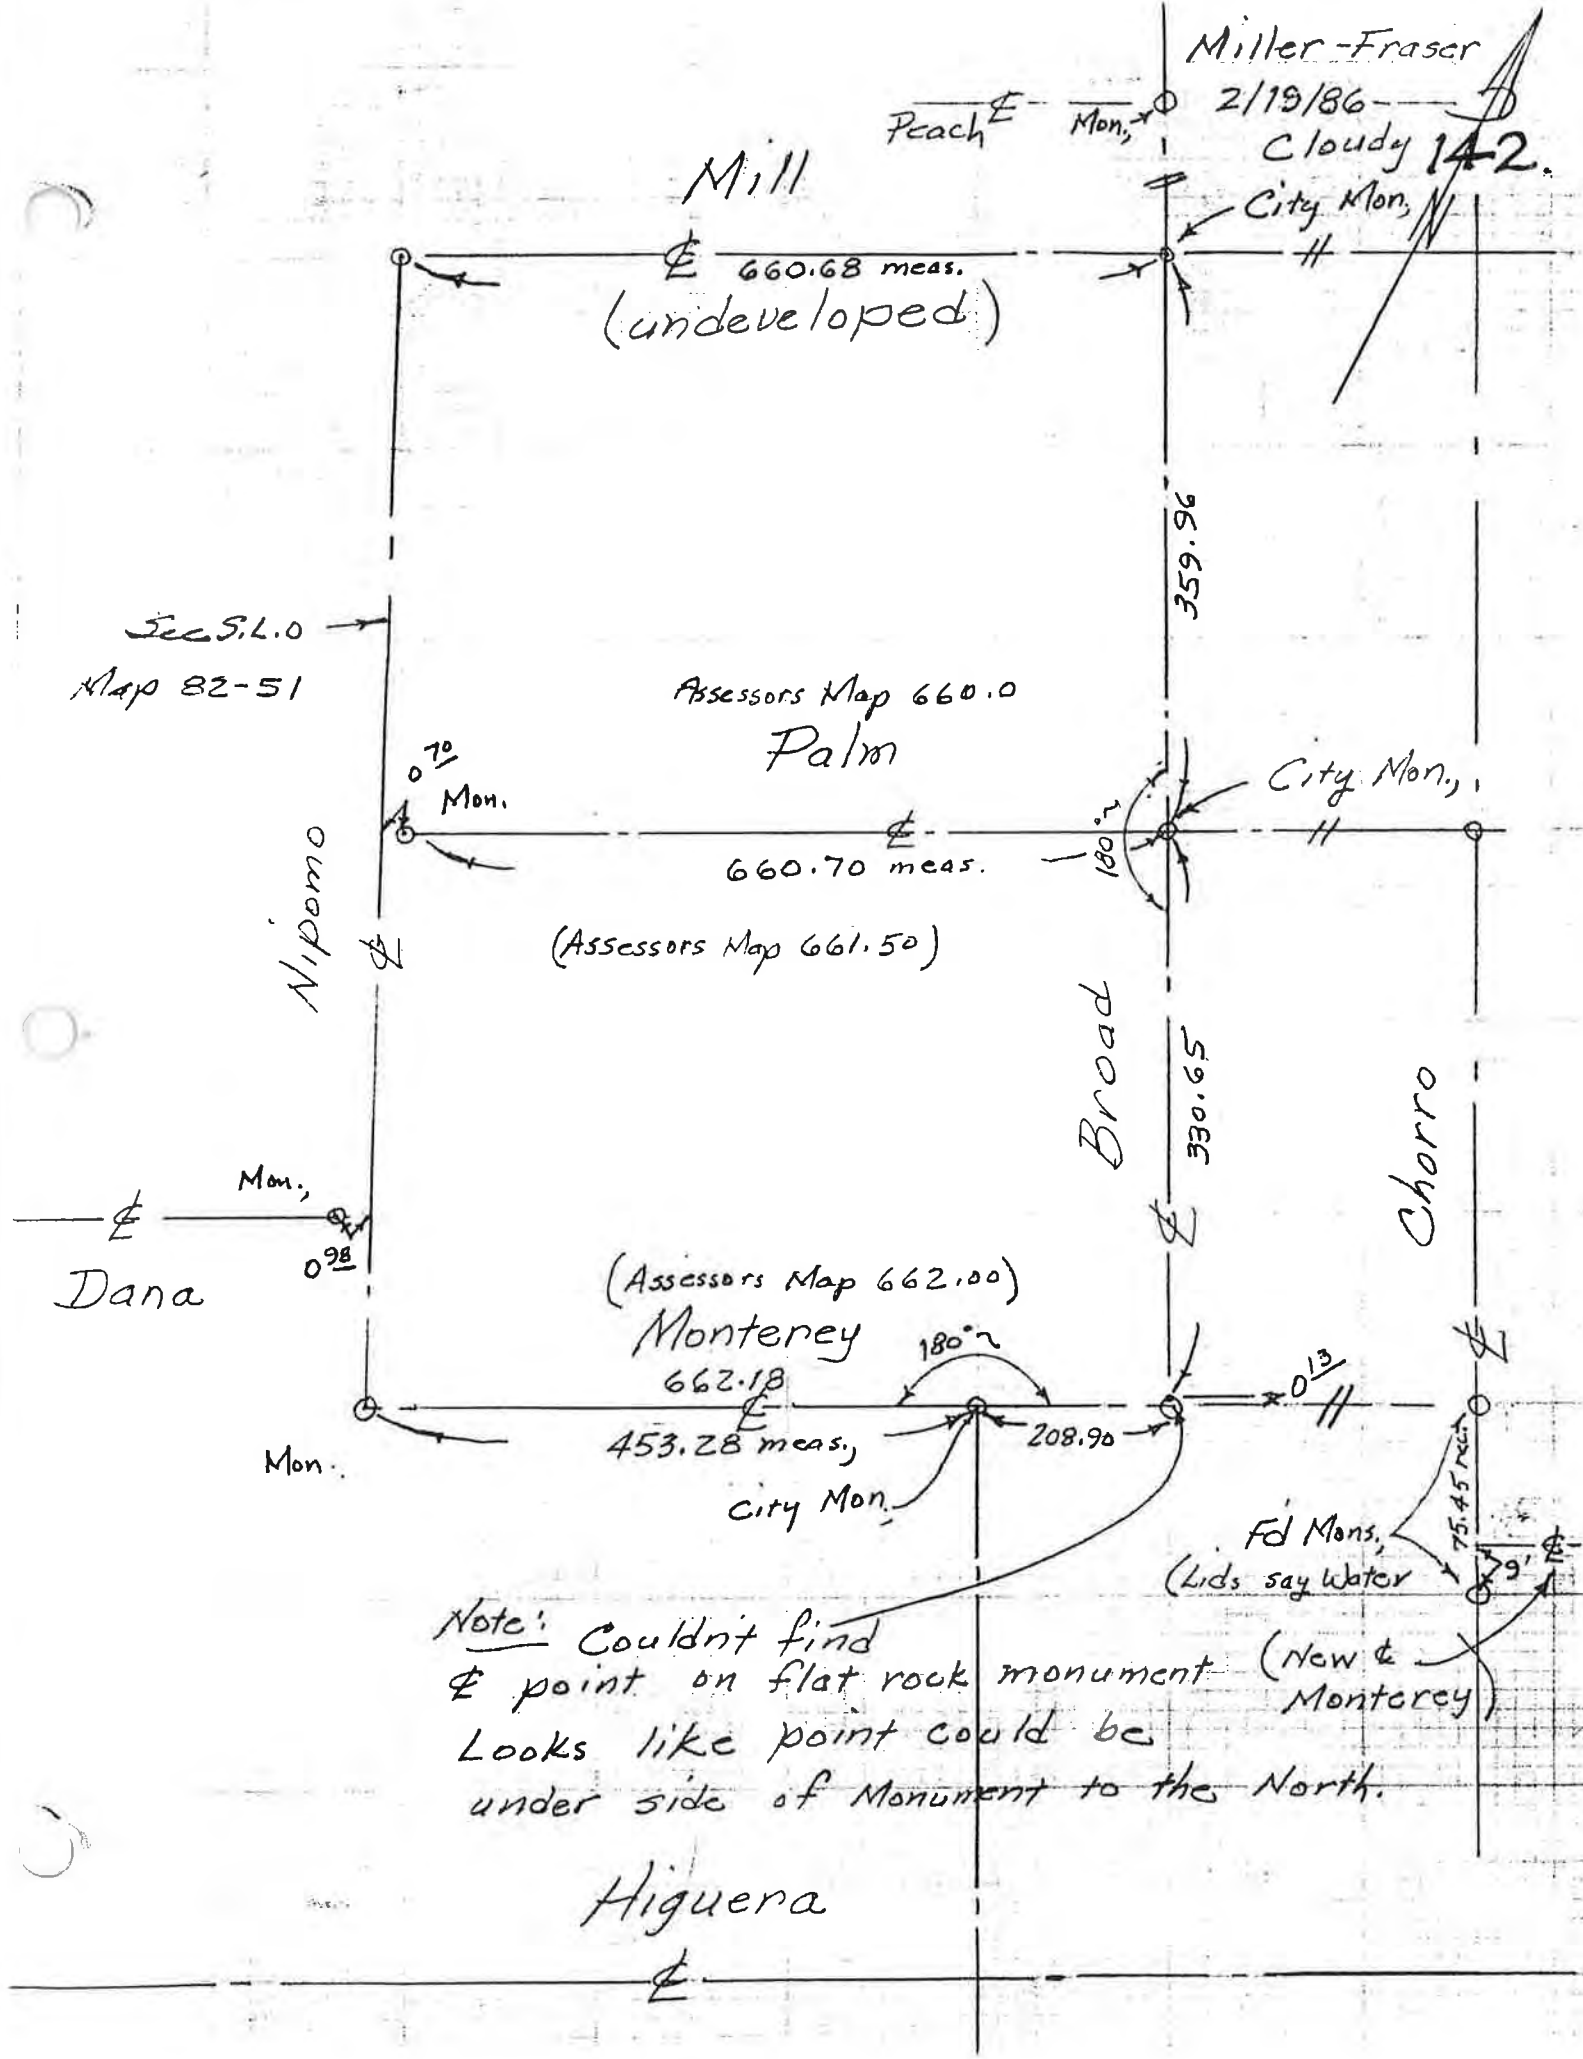 Miller-Fraser
2/19/86
Cloudy 142.
Peach ℄ Mon.,
Mill
City Mon,
N
℄ 660.68 meas.
(undeveloped)
359.96
See S.L.O
Map 82-51
Assessors Map 660.0
Palm
0 70
Mon.
City Mon.,
℄
660.70 meas.
180°
(Assessors Map 661.50)
Nipomo
℄
Broad
330.65
Chorro
Mon.,
℄
0 98
Dana
℄
(Assessors Map 662.00)
Monterey
180°
662.18
℄
0 13
℄
453.28 meas.,
208.90
Mon.
City Mon.,
75.45 rec.
Fd Mons.,
(Lids say Water
9'
℄
Note: Couldnt find
℄ point on flat rock monument
Looks like point could be
under side of Monument to the North.
(New ℄
Monterey)
Higuera
℄